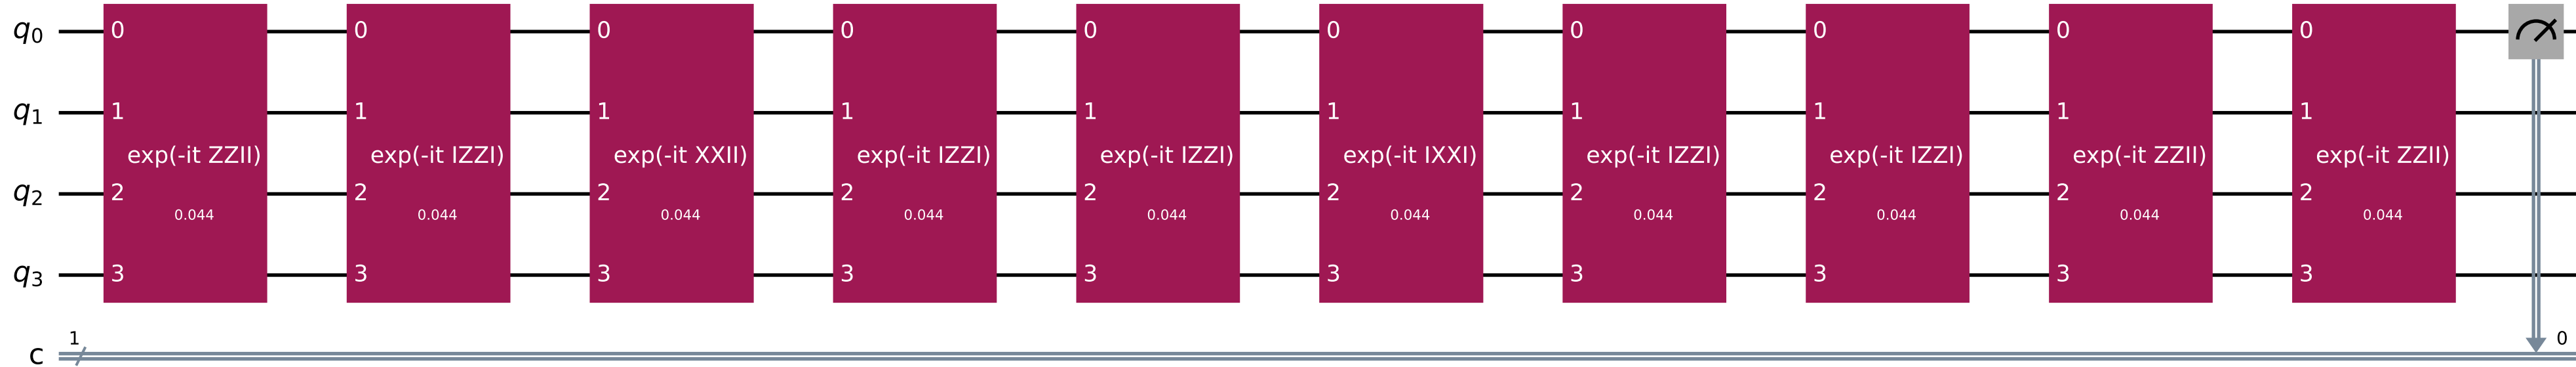 q0 0 0 0 0 0 0 0 0 0 0
q1 1 1 1 1 1 1 1 1 1 1
exp(-it ZZII) exp(-it IZZI) exp(-it XXII) exp(-it IZZI) exp(-it IZZI) exp(-it IXXI) exp(-it IZZI) exp(-it IZZI) exp(-it ZZII) exp(-it ZZII)
q2 2 2 2 2 2 2 2 2 2 2
0.044 0.044 0.044 0.044 0.044 0.044 0.044 0.044 0.044 0.044
q3 3 3 3 3 3 3 3 3 3 3
1 0
c